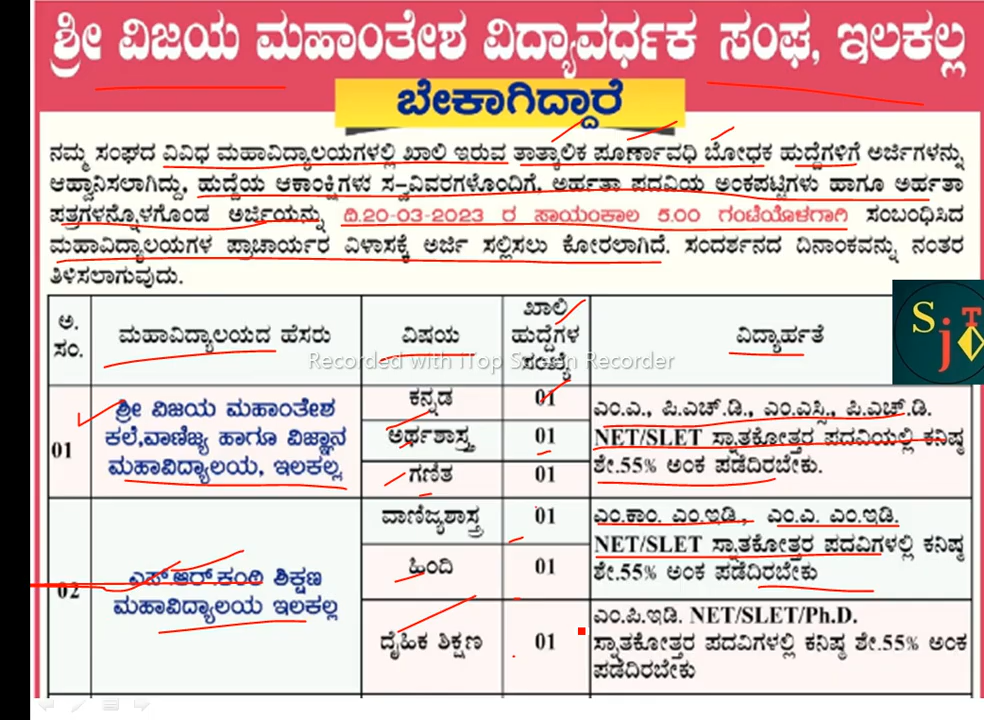 ಶ್ರೀ ವಿಜಯ ಮಹಾಂತೇಶ ವಿದ್ಯಾವರ್ಧಕ ಸಂಘ, ಇಲಕಲ್ಲ
ಬೇಕಾಗಿದ್ದಾರೆ
ನಮ್ಮ ಸಂಘದ ವಿವಿಧ ಮಹಾವಿದ್ಯಾಲಯಗಳಲ್ಲಿ ಖಾಲಿ ಇರುವ ತಾತ್ಕಾಲಿಕ ಪೂರ್ಣಾವಧಿ ಬೋಧಕ ಹುದ್ದೆಗಳಿಗೆ ಅರ್ಜಿಗಳನ್ನು
ಆಹ್ವಾನಿಸಲಾಗಿದ್ದು, ಹುದ್ದೆಯ ಆಕಾಂಕ್ಷಿಗಳ ಸ-್ವವಿವರಗಳೊಂದಿಗೆ, ಅರ್ಹತಾ ಪದವಿಯ ಅಂಕಪಟ್ಟಿಗಳು ಹಾಗೂ ಅರ್ಹತಾ
ಪತ್ರಗಳನ್ನೊಳಗೊಂಡ ಅರ್ಜಿಯನ್ನು ದಿ.20-03-2023 ರ ಸಾಯಂಕಾಲ 5.00 ಗಂಟೆಯೊಳಗಾಗಿ ಸಂಬಂಧಿಸಿದ
ಮಹಾವಿದ್ಯಾಲಯಗಳ ಪ್ರಾಚಾರ್ಯರ ವಿಳಾಸಕ್ಕೆ ಅರ್ಜಿ ಸಲ್ಲಿಸಲು ಕೋರಲಾಗಿದೆ. ಸಂದರ್ಶನದ ದಿನಾಂಕವನ್ನು ನಂತರ
ತಿಳಿಸಲಾಗುವುದು.
ಅ. ಸಂ.
ಮಹಾವಿದ್ಯಾಲಯದ ಹೆಸರು
ವಿಷಯ
ಖಾಲಿ
ಹುದ್ದೆಗಳ
ಸಂಖ್ಯೆ
ವಿದ್ಯಾರ್ಹತೆ
SjT
Recorded with iTop Screen Recorder
01
ಶ್ರೀ ವಿಜಯ ಮಹಾಂತೇಶ
ಕಲೆ,ವಾಣಿಜ್ಯ ಹಾಗೂ ವಿಜ್ಞಾನ
ಮಹಾವಿದ್ಯಾಲಯ, ಇಲಕಲ್ಲ
ಕನ್ನಡ 01
ಅರ್ಥಶಾಸ್ತ್ರ 01
ಗಣಿತ 01
ಎಂ.ಎ., ಪಿ.ಎಚ್.ಡಿ., ಎಂ.ಎಸ್ಸಿ, ಪಿ.ಎಚ್.ಡಿ.
NET/SLET ಸ್ನಾತಕೋತ್ತರ ಪದವಿಯಲ್ಲಿ ಕನಿಷ್ಠ
ಶೇ.55% ಅಂಕ ಪಡೆದಿರಬೇಕು.
02
ಎಸ್.ಆರ್.ಕಂಠಿ ಶಿಕ್ಷಣ
ಮಹಾವಿದ್ಯಾಲಯ ಇಲಕಲ್ಲ
ವಾಣಿಜ್ಯಶಾಸ್ತ್ರ 01
ಹಿಂದಿ 01
ಎಂ.ಕಾಂ. ಎಂ.ಇಡಿ., ಎಂ.ಎ. ಎಂ.ಇಡಿ.
NET/SLET ಸ್ನಾತಕೋತ್ತರ ಪದವಿಗಳಲ್ಲಿ ಕನಿಷ್ಠ
ಶೇ.55% ಅಂಕ ಪಡೆದಿರಬೇಕು
ದೈಹಿಕ ಶಿಕ್ಷಣ 01
ಎಂ.ಪಿ.ಇಡಿ. NET/SLET/Ph.D.
ಸ್ನಾತಕೋತ್ತರ ಪದವಿಗಳಲ್ಲಿ ಕನಿಷ್ಠ ಶೇ.55% ಅಂಕ
ಪಡೆದಿರಬೇಕು